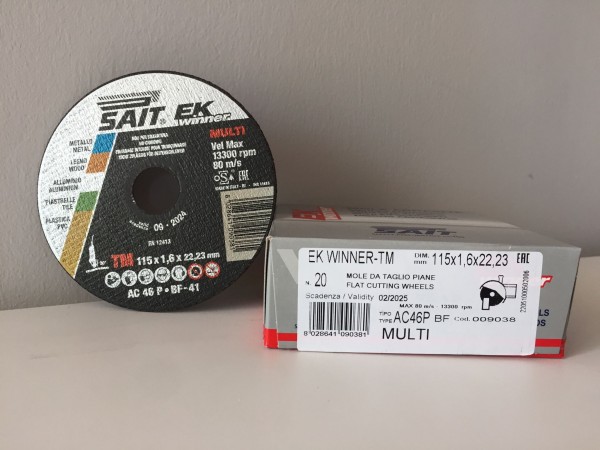 SAIT® EK
winner
MULTI
Vel Max
13300 rpm
80 m/s
METALLO
METAL
LEGNO
WOOD
ALLUMINIO
ALUMINIUM
PIASTRELLE
TILE
PLASTICA
PVC
09 - 2024
EN 12413
TM 115 x 1,6 x 22,23 mm
AC 46 P • BF-41
EK WINNER-TM DIM. mm 115x1,6x22,23 EAC
N. 20 MOLE DA TAGLIO PIANE
FLAT CUTTING WHEELS
Scadenza / Validity 02/2025
MAX 80 m/s - 13300 rpm
TIPO
TYPE AC46P BF Cod. 009038
8 028641 090381
MULTI